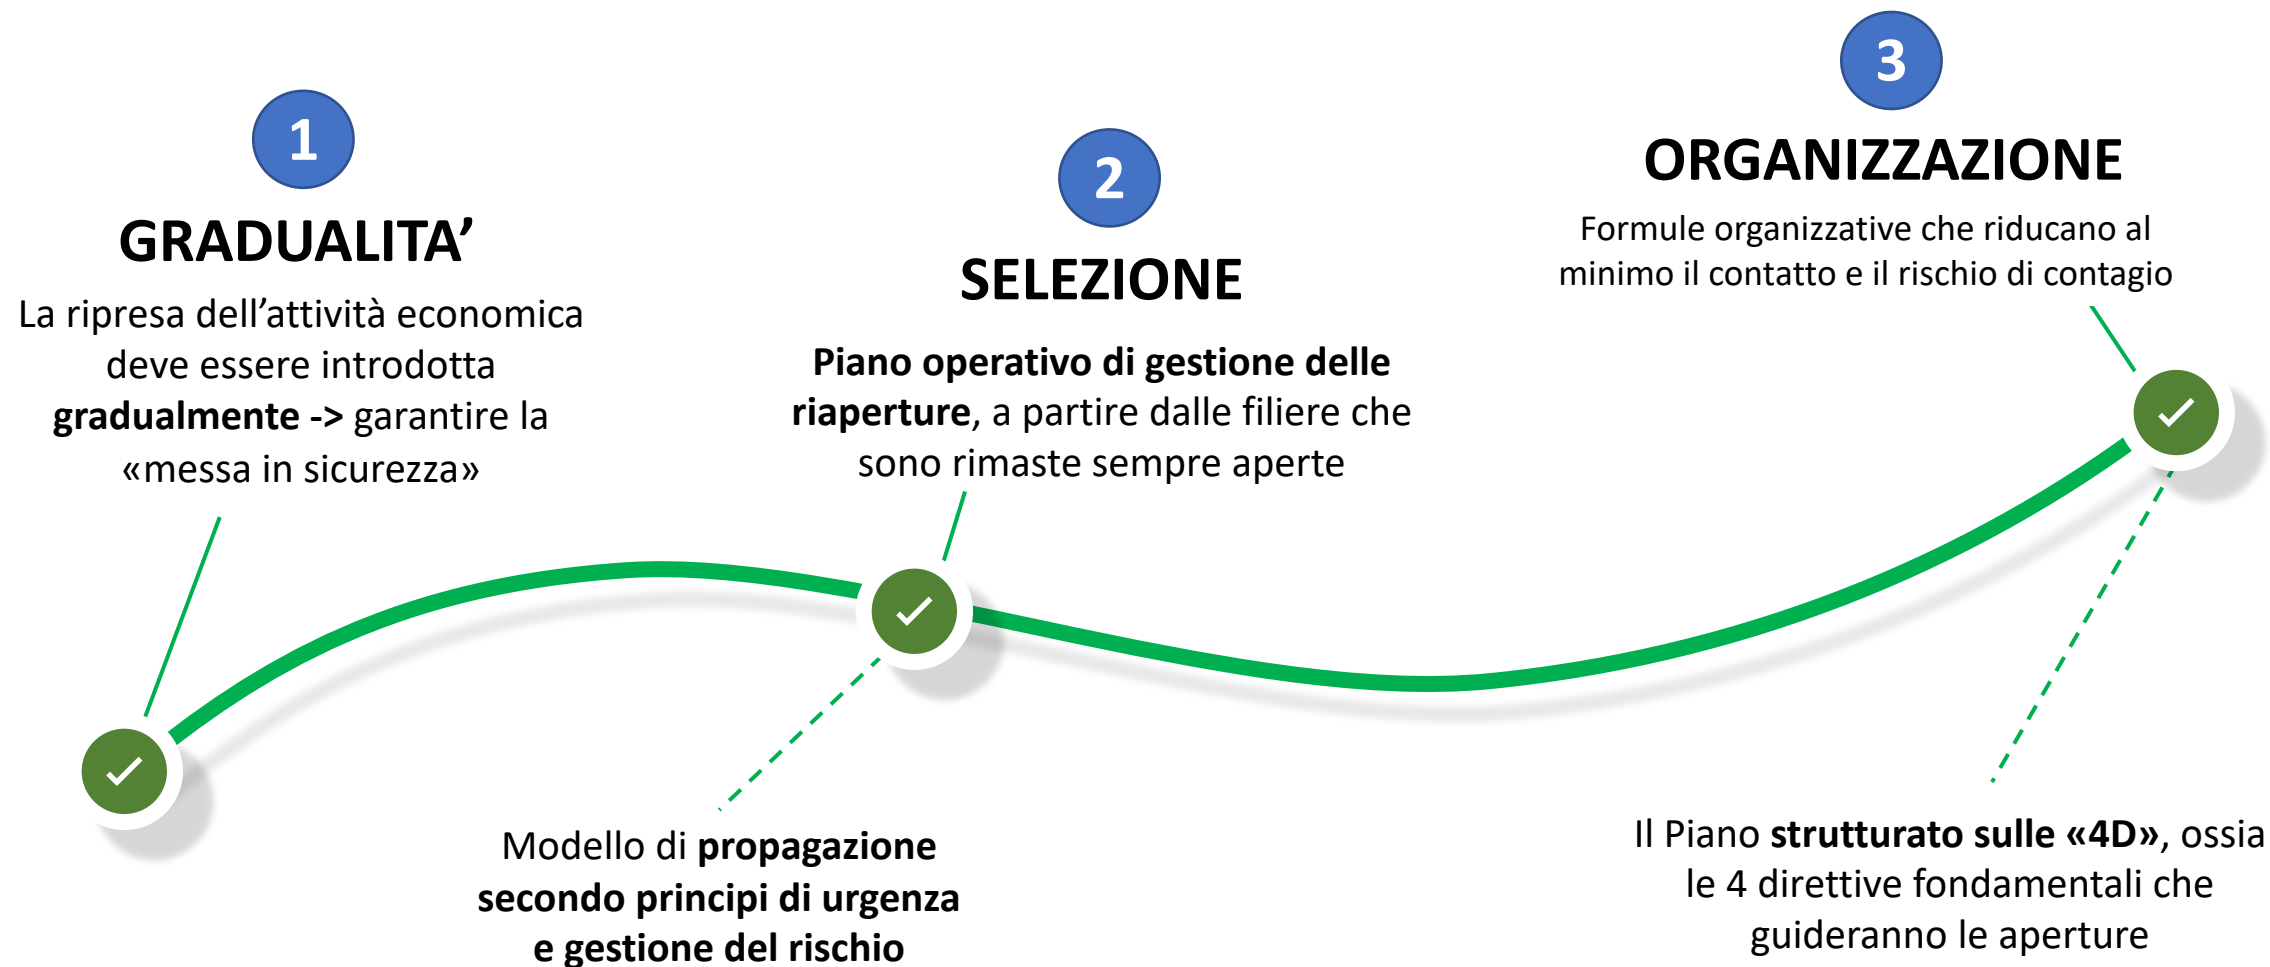 1
GRADUALITA’
La ripresa dell’attività economica
deve essere introdotta
gradualmente -> garantire la
«messa in sicurezza»
2
SELEZIONE
Piano operativo di gestione delle
riaperture, a partire dalle filiere che
sono rimaste sempre aperte
Modello di propagazione
secondo principi di urgenza
e gestione del rischio
3
ORGANIZZAZIONE
Formule organizzative che riducano al
minimo il contatto e il rischio di contagio
Il Piano strutturato sulle «4D», ossia
le 4 direttive fondamentali che
guideranno le aperture